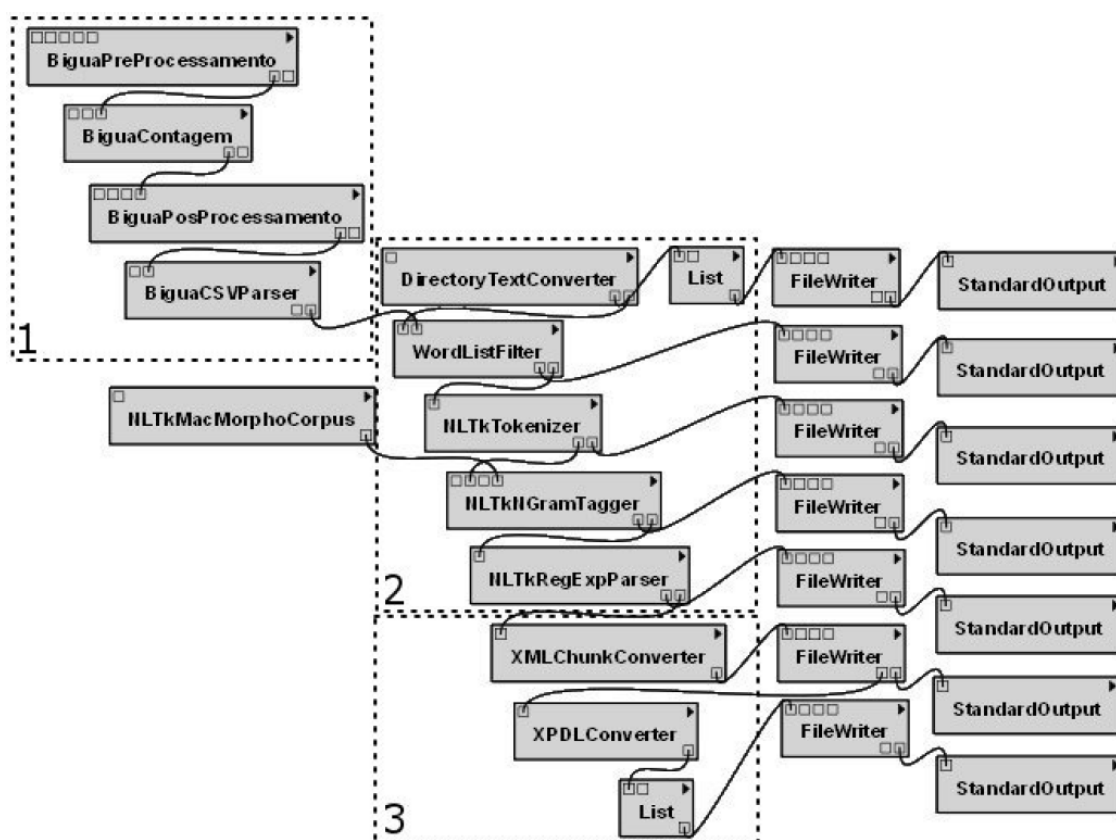 BiguaPreProcessamento
BiguaContagem
BiguaPosProcessamento
BiguaCSVParser
1
DirectoryTextConverter
List
FileWriter
StandardOutput
WordListFilter
FileWriter
StandardOutput
NLTkMacMorphoCorpus
NLTkTokenizer
FileWriter
StandardOutput
NLTkNGramTagger
FileWriter
StandardOutput
NLTkRegExpParser
2
FileWriter
StandardOutput
XMLChunkConverter
FileWriter
StandardOutput
XPDLConverter
FileWriter
StandardOutput
List
3